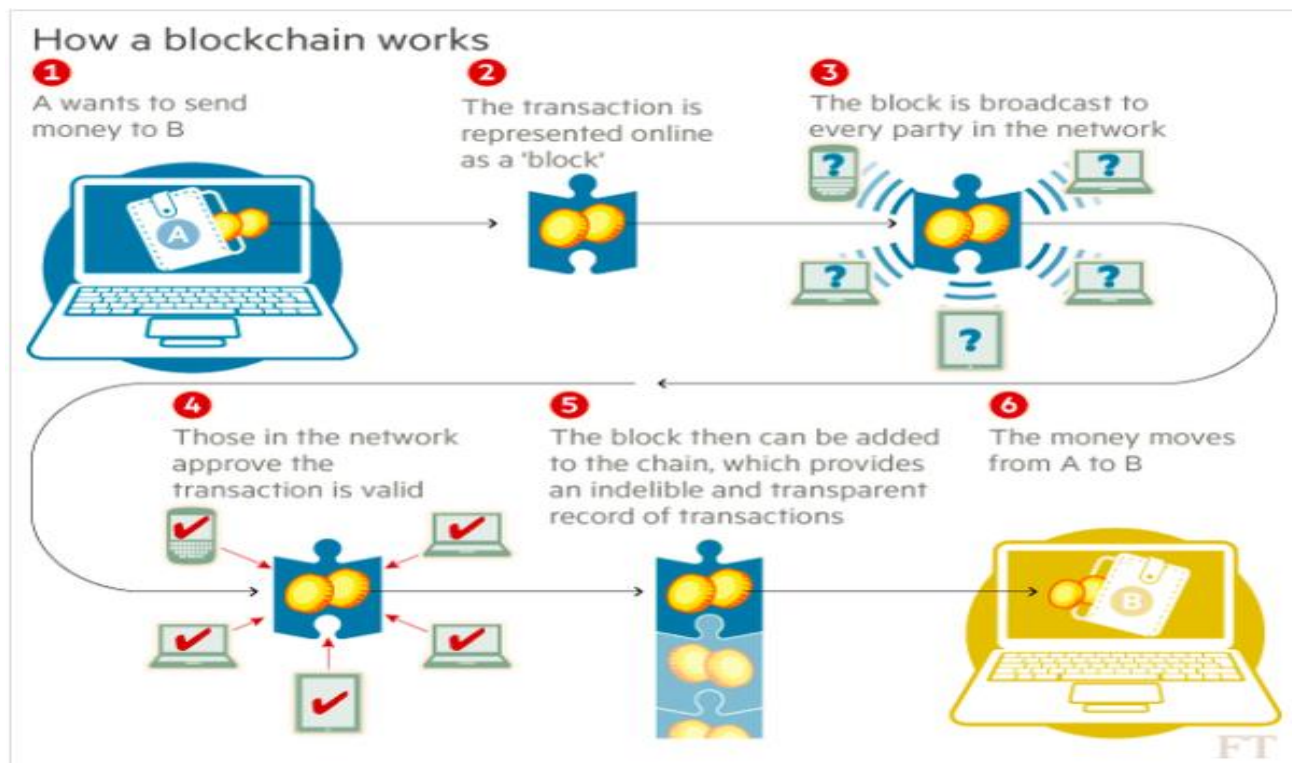 How a blockchain works
1
A wants to send
money to B
A
2
The transaction is
represented online
as a 'block'
3
The block is broadcast to
every party in the network
?
?
?
?
?
4
Those in the network
approve the
transaction is valid
5
The block then can be added
to the chain, which provides
an indelible and transparent
record of transactions
6
The money moves
from A to B
B
FT